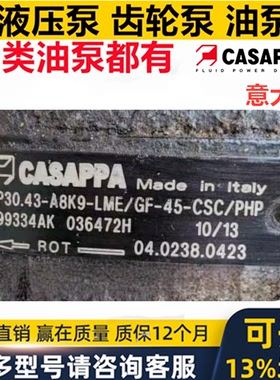 液压泵 齿轮泵 油泵
类油泵都有
CASAPPA
FLUID POWER D
意大
CASAPPA Made in Italy
P30.43-A8K9-LME/GF-45-CSC/PHP
99334AK 036472H 10/13
ROT 04.0238.0423
直销 赢在质量 质保12个月
多型号请咨询客服
可
13%